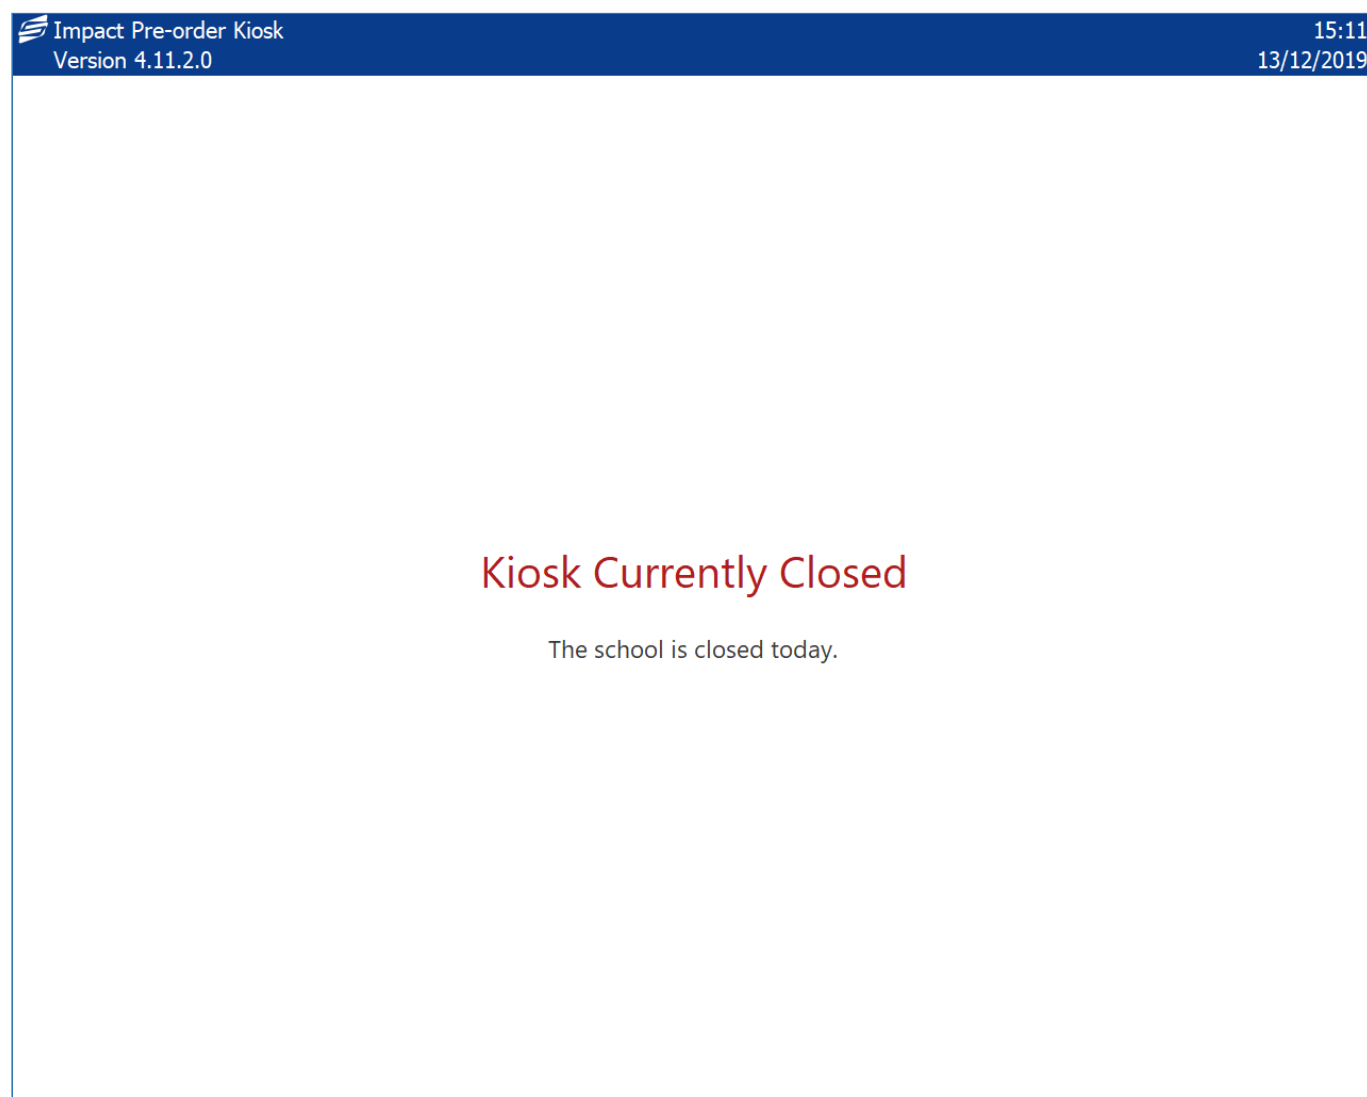 Impact Pre-order Kiosk
15:11
Version 4.11.2.0
13/12/2019
Kiosk Currently Closed
The school is closed today.